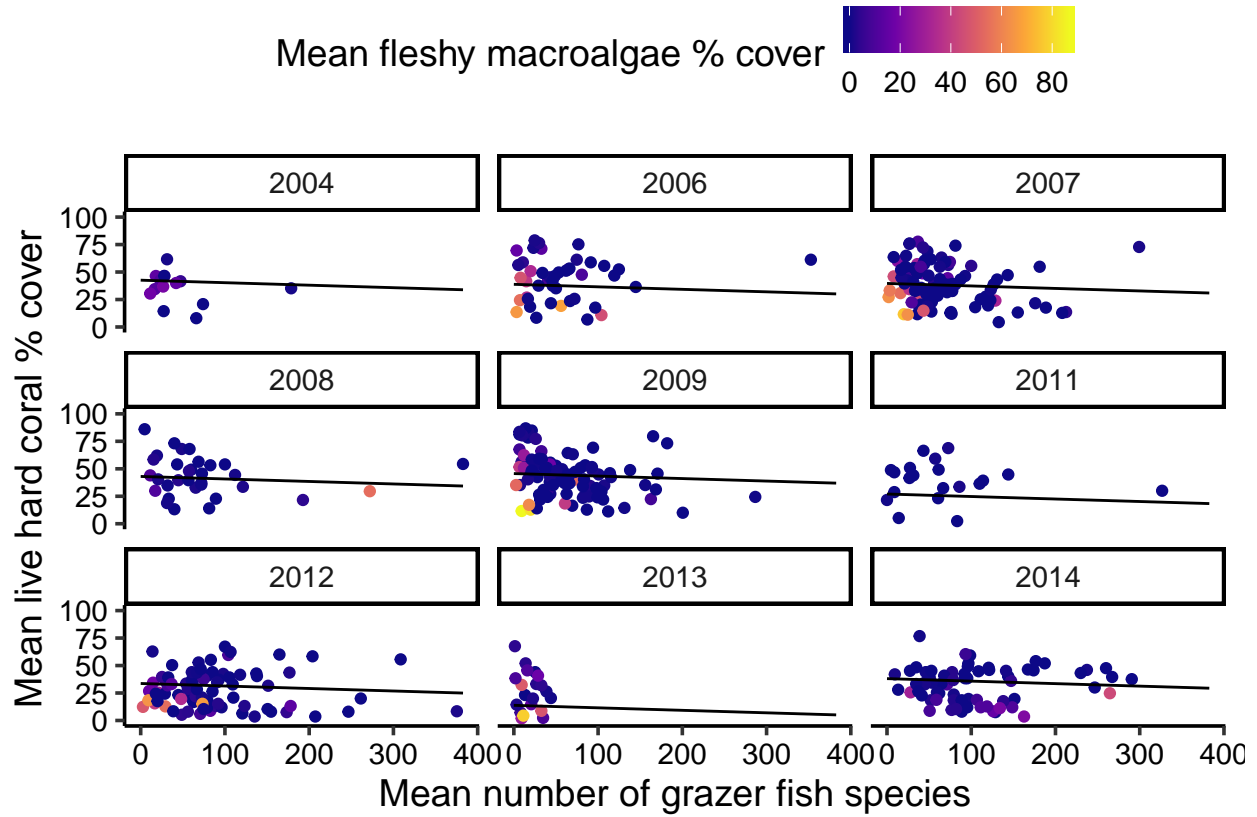 Mean fleshy macroalgae % cover
0 20 40 60 80
2004 2006 2007
100
75
50
25
0
2008 2009 2011
100
75
50
25
0
2012 2013 2014
100
75
50
25
0
0 100 200 300 400 0 100 200 300 400 0 100 200 300 400
Mean number of grazer fish species
Mean live hard coral % cover